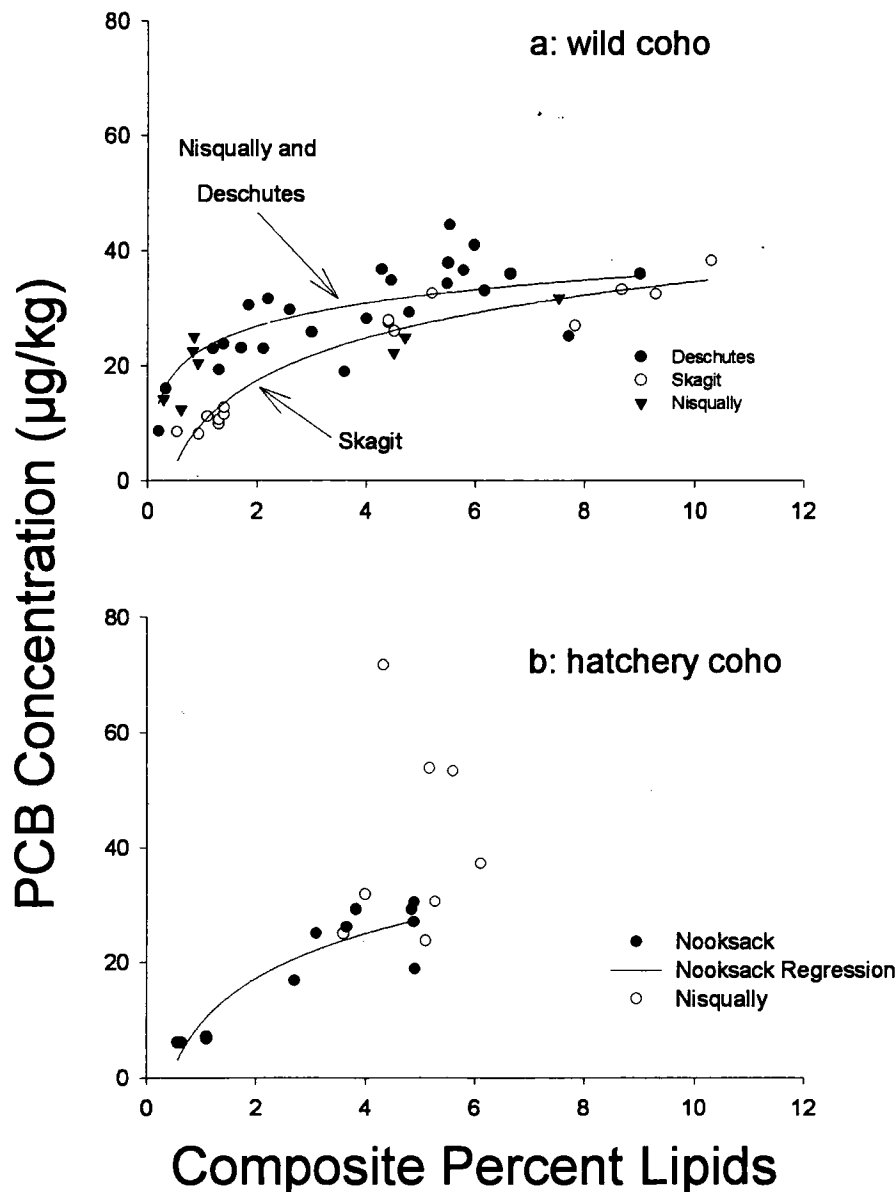 PCB Concentration (µg/kg)
a: wild coho
80
60
40
20
0
Nisqually and
Deschutes
Skagit
Deschutes
Skagit
Nisqually
0 2 4 6 8 10 12
b: hatchery coho
80
60
40
20
0
Nooksack
Nooksack Regression
Nisqually
0 2 4 6 8 10 12
Composite Percent Lipids